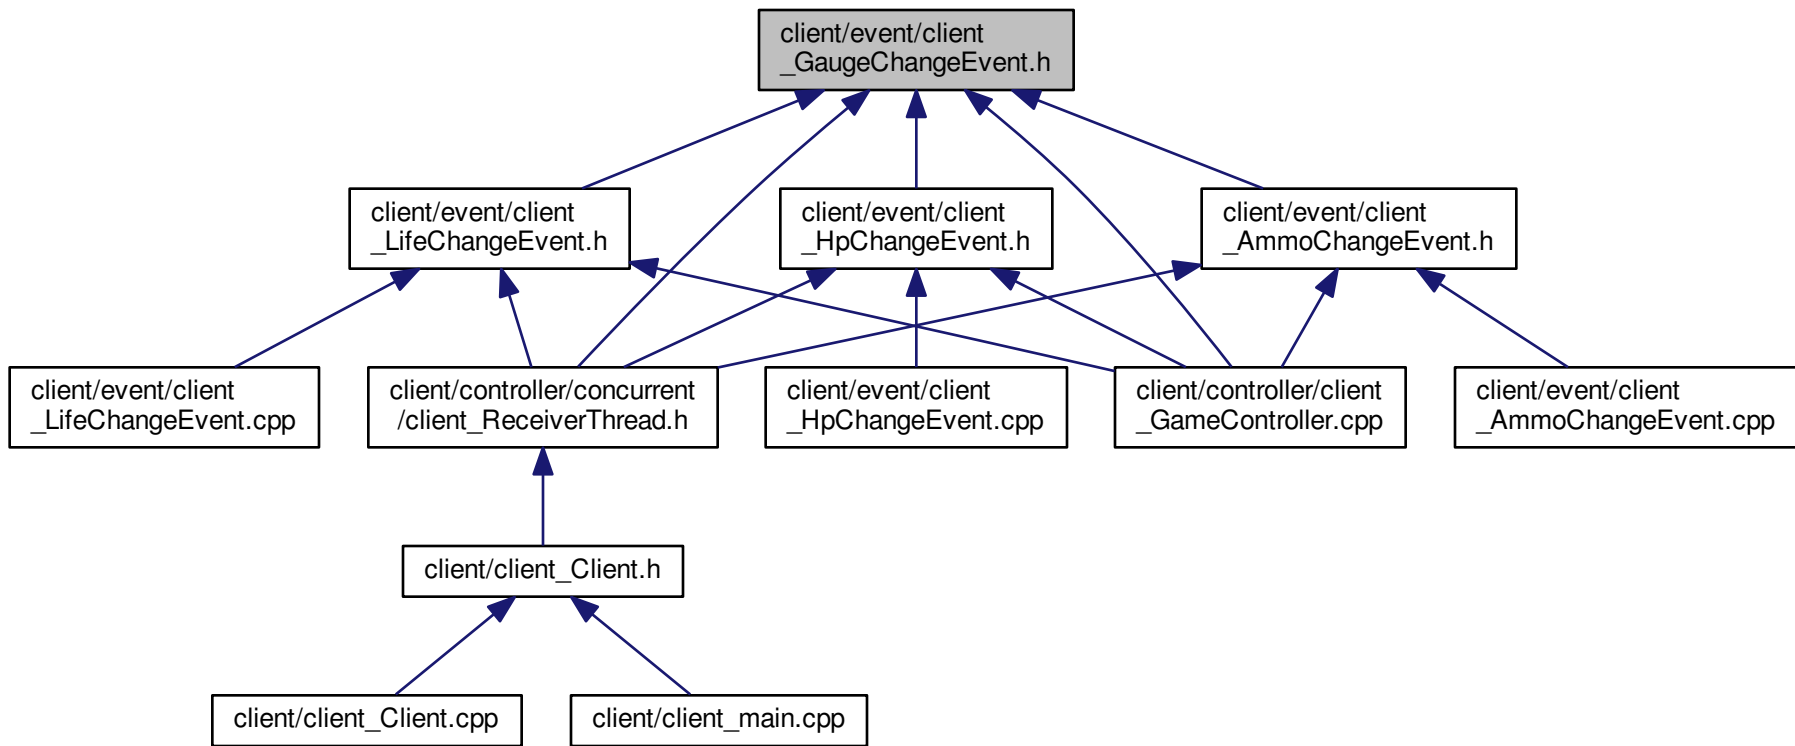 client/event/client
_GaugeChangeEvent.h
client/event/client
_LifeChangeEvent.h
client/event/client
_HpChangeEvent.h
client/event/client
_AmmoChangeEvent.h
client/event/client
_LifeChangeEvent.cpp
client/controller/concurrent
/client_ReceiverThread.h
client/event/client
_HpChangeEvent.cpp
client/controller/client
_GameController.cpp
client/event/client
_AmmoChangeEvent.cpp
client/client_Client.h
client/client_Client.cpp
client/client_main.cpp